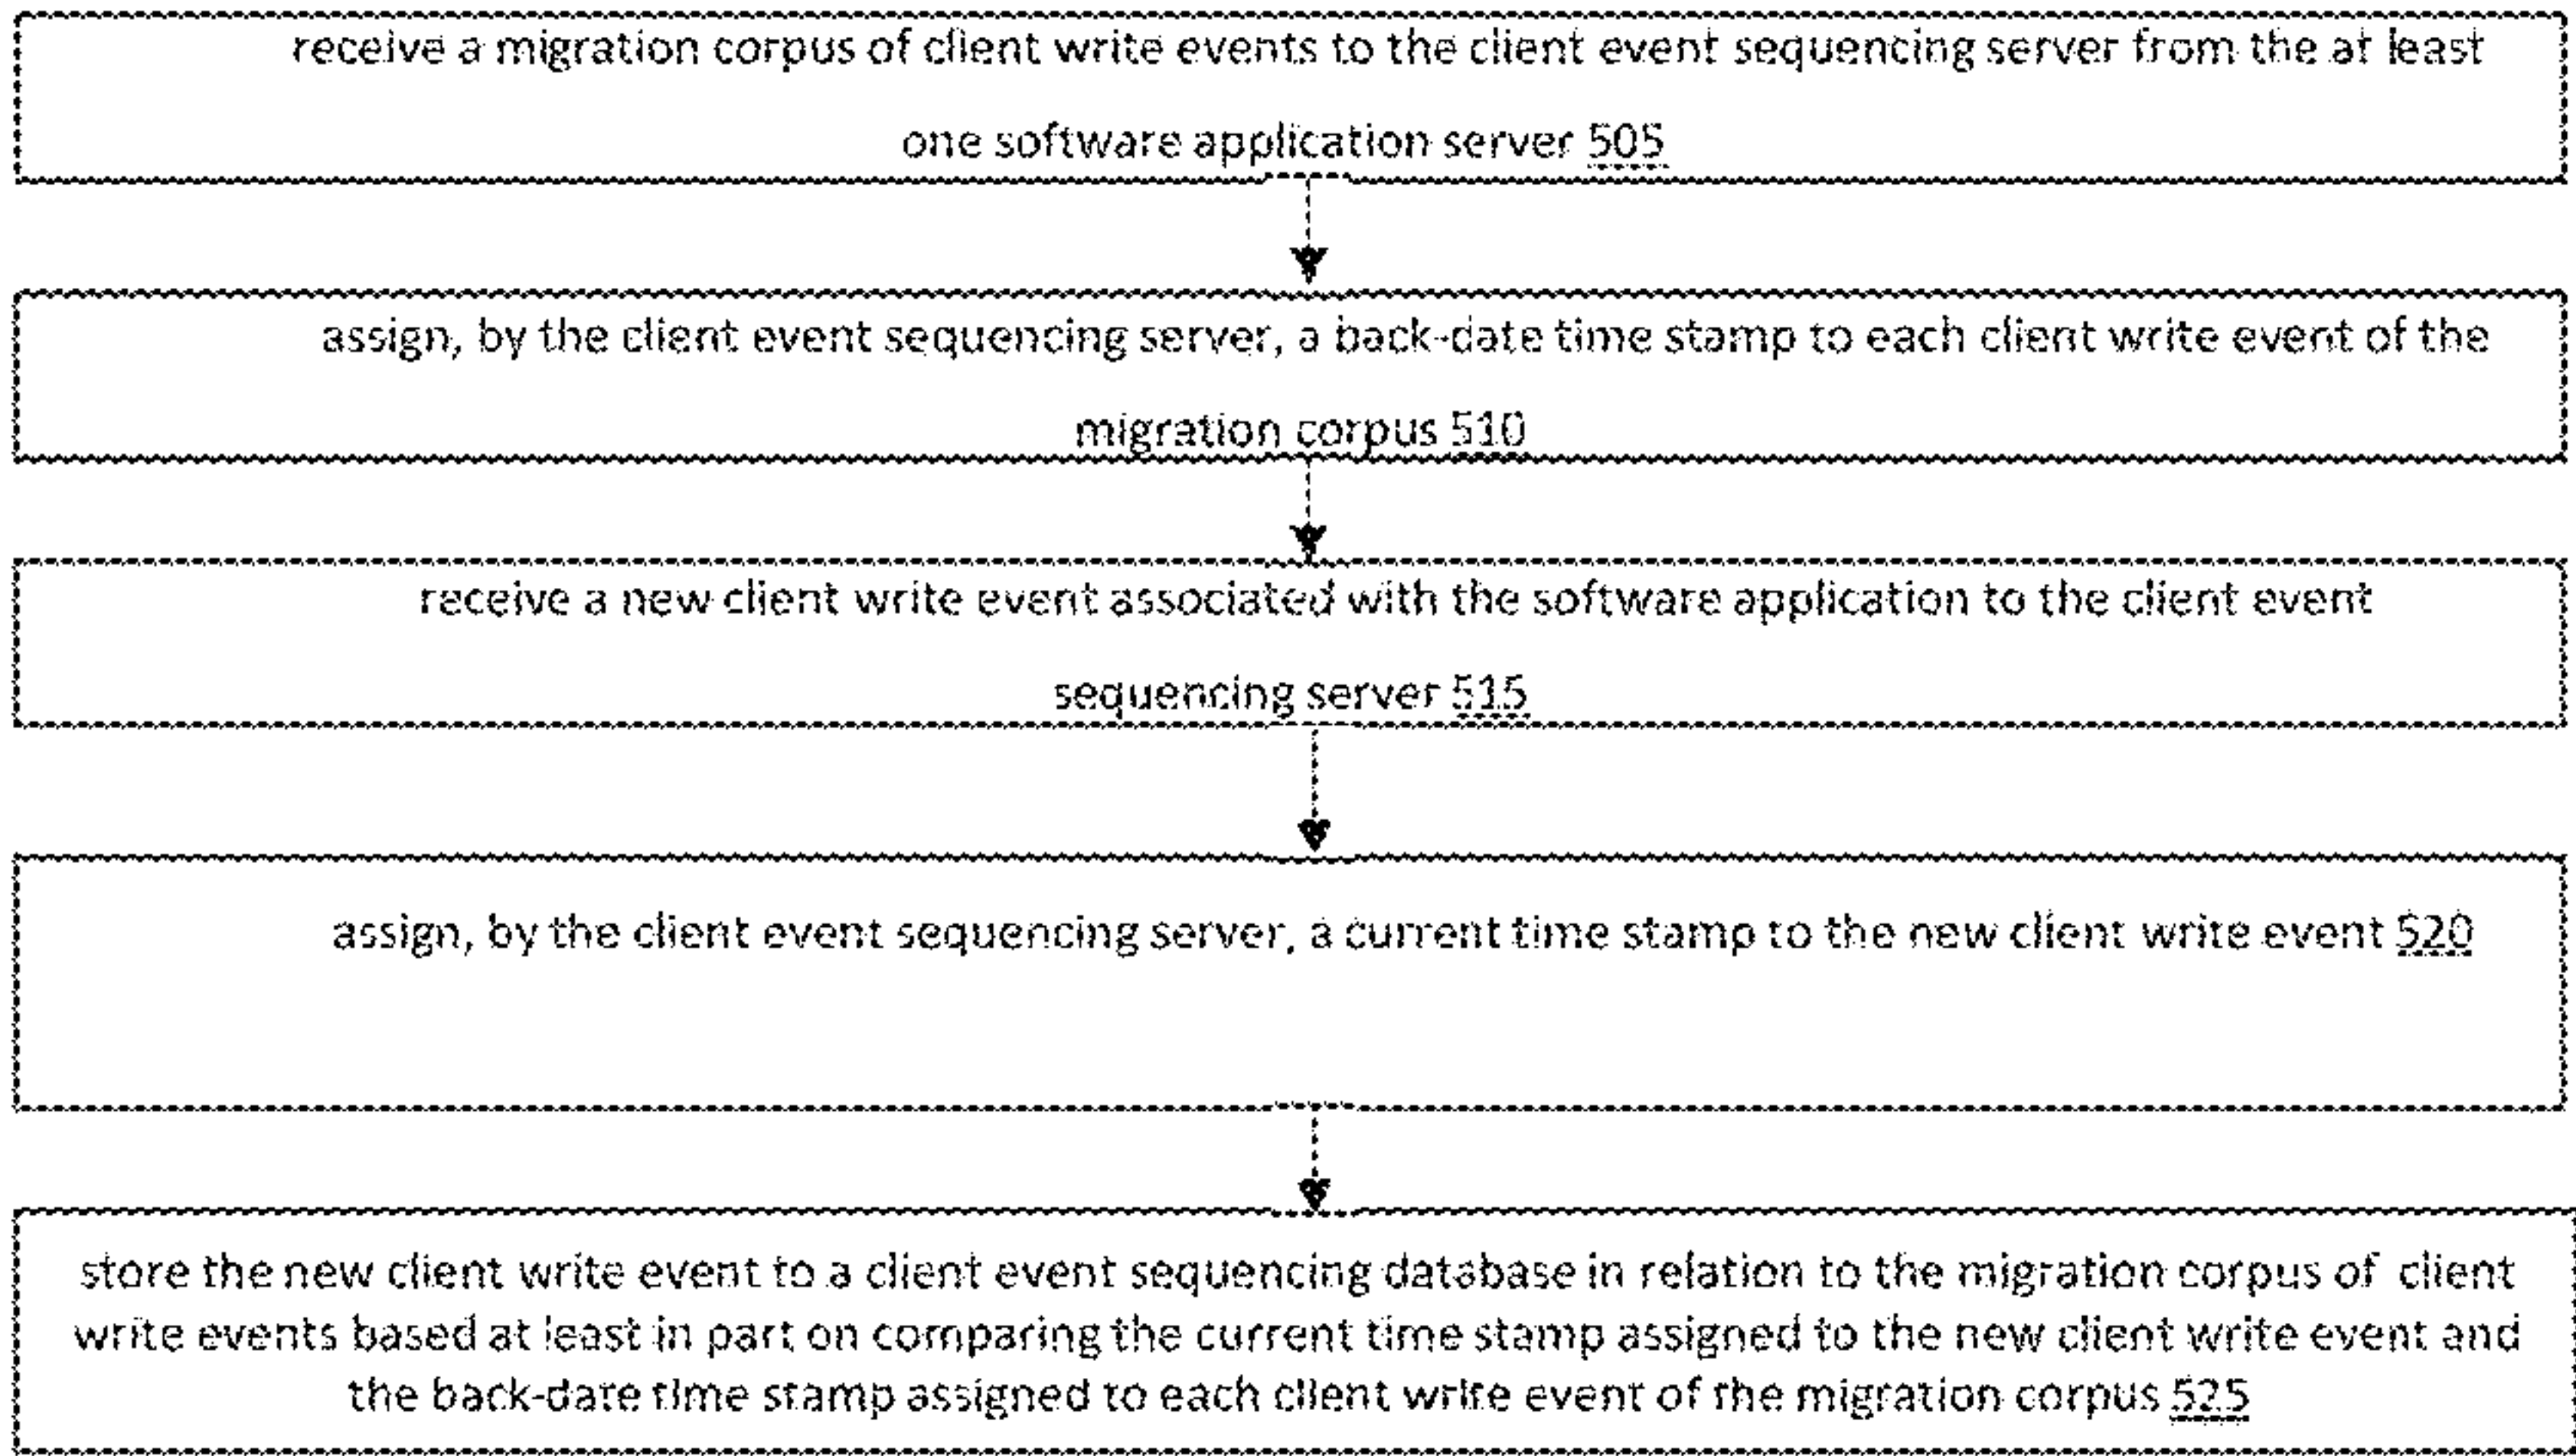 receive a migration corpus of client write events to the client event sequencing server from the at least
one software application server 505
assign, by the client event sequencing server, a back-date time stamp to each client write event of the
migration corpus 510
receive a new client write event associated with the software application to the client event
sequencing server 515
assign, by the client event sequencing server, a current time stamp to the new client write event 520
store the new client write event to a client event sequencing database in relation to the migration corpus of client
write events based at least in part on comparing the current time stamp assigned to the new client write event and
the back-date time stamp assigned to each client write event of the migration corpus 525